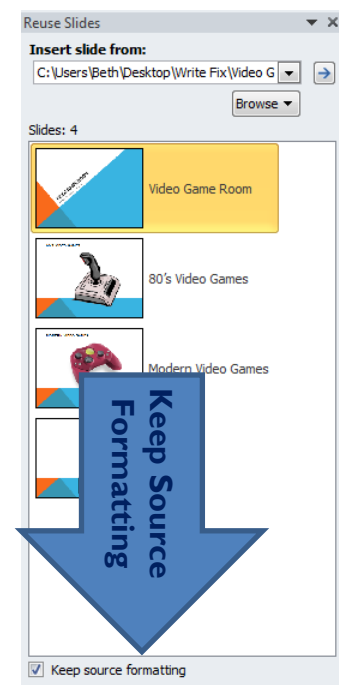 Reuse Slides
Insert slide from:
C:\Users\Beth\Desktop\Write Fix\Video G
Browse
Slides: 4
Video Game Room
80's Video Games
Modern Video Games
Keep Source
Formatting
Keep source formatting